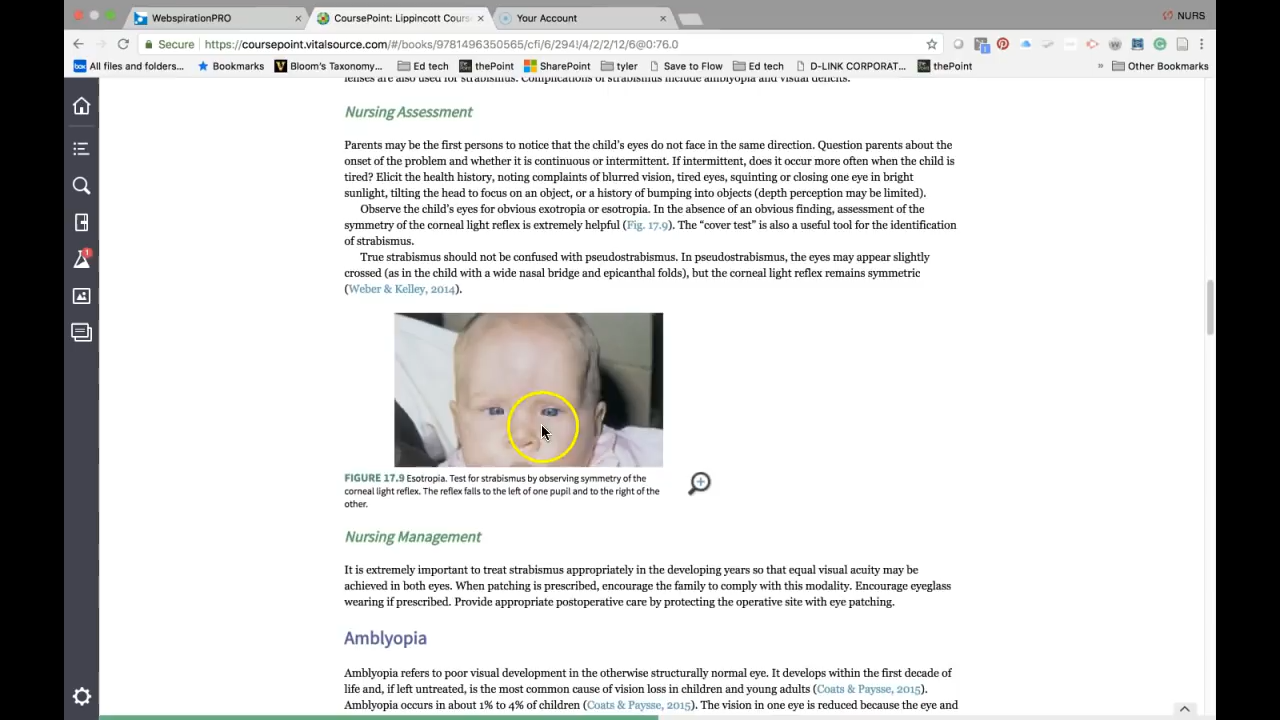 WebspirationPRO
CoursePoint: Lippincott Cours
Your Account
NURS
Secure
https://coursepoint.vitalsource.com/#/books/9781496350565/cfi/6/294!/4/2/2/12/6@0:76.0
All files and folders...
Bookmarks
Bloom's Taxonomy...
Ed tech
thePoint
SharePoint
tyler
Save to Flow
Ed tech
D-LINK CORPORAT...
thePoint
Other Bookmarks
lenses are also used for strabismus. Complications of strabismus include amblyopia and visual deficits.
Nursing Assessment
Parents may be the first persons to notice that the child's eyes do not face in the same direction. Question parents about the
onset of the problem and whether it is continuous or intermittent. If intermittent, does it occur more often when the child is
tired? Elicit the health history, noting complaints of blurred vision, tired eyes, squinting or closing one eye in bright
sunlight, tilting the head to focus on an object, or a history of bumping into objects (depth perception may be limited).
Observe the child's eyes for obvious exotropia or esotropia. In the absence of an obvious finding, assessment of the
symmetry of the corneal light reflex is extremely helpful (Fig. 17.9). The "cover test" is also a useful tool for the identification
of strabismus.
True strabismus should not be confused with pseudostrabismus. In pseudostrabismus, the eyes may appear slightly
crossed (as in the child with a wide nasal bridge and epicanthal folds), but the corneal light reflex remains symmetric
(Weber & Kelley, 2014).
FIGURE 17.9 Esotropia. Test for strabismus by observing symmetry of the
corneal light reflex. The reflex falls to the left of one pupil and to the right of the
other.
Nursing Management
It is extremely important to treat strabismus appropriately in the developing years so that equal visual acuity may be
achieved in both eyes. When patching is prescribed, encourage the family to comply with this modality. Encourage eyeglass
wearing if prescribed. Provide appropriate postoperative care by protecting the operative site with eye patching.
Amblyopia
Amblyopia refers to poor visual development in the otherwise structurally normal eye. It develops within the first decade of
life and, if left untreated, is the most common cause of vision loss in children and young adults (Coats & Paysse, 2015).
Amblyopia occurs in about 1% to 4% of children (Coats & Paysse, 2015). The vision in one eye is reduced because the eye and